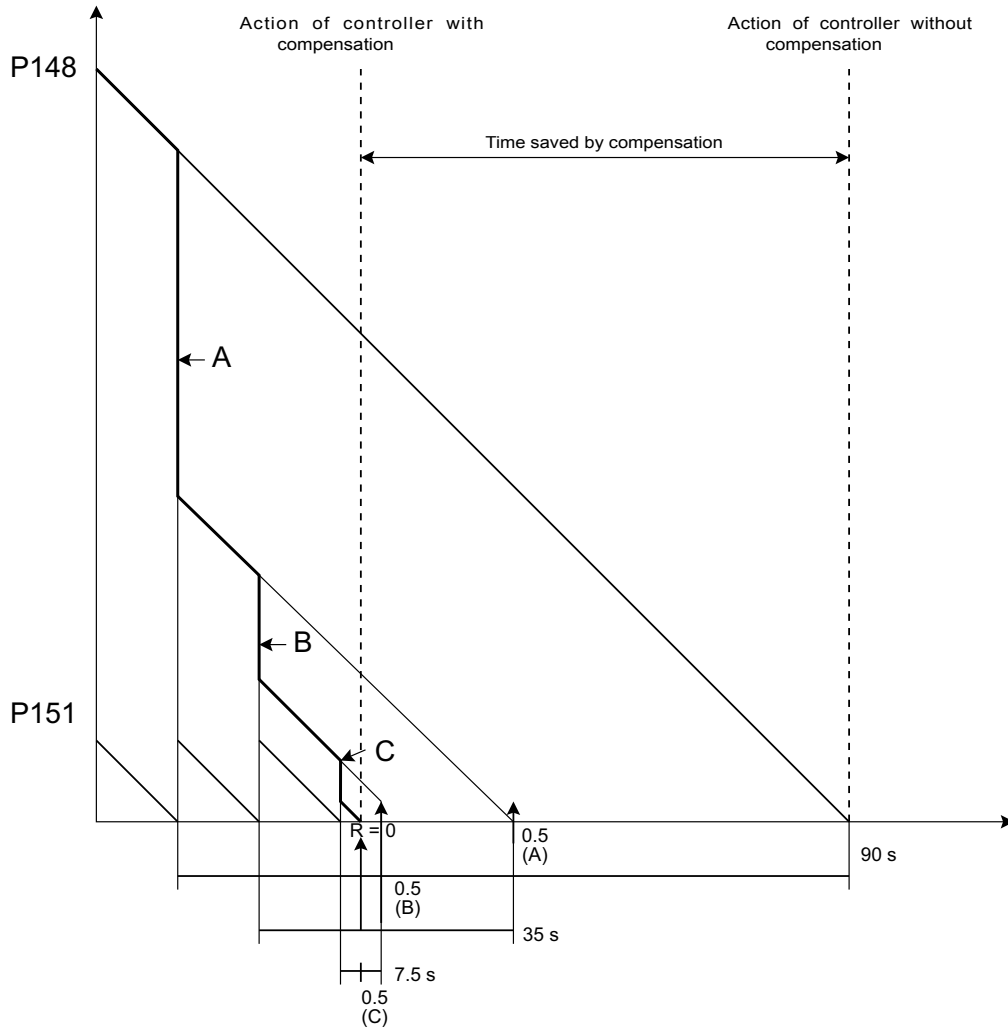 Action of controller with
compensation
Action of controller without
compensation
P148
Time saved by compensation
A
B
P151
C
R = 0
0.5
(A)
90 s
0.5
(B)
35 s
7.5 s
0.5
(C)